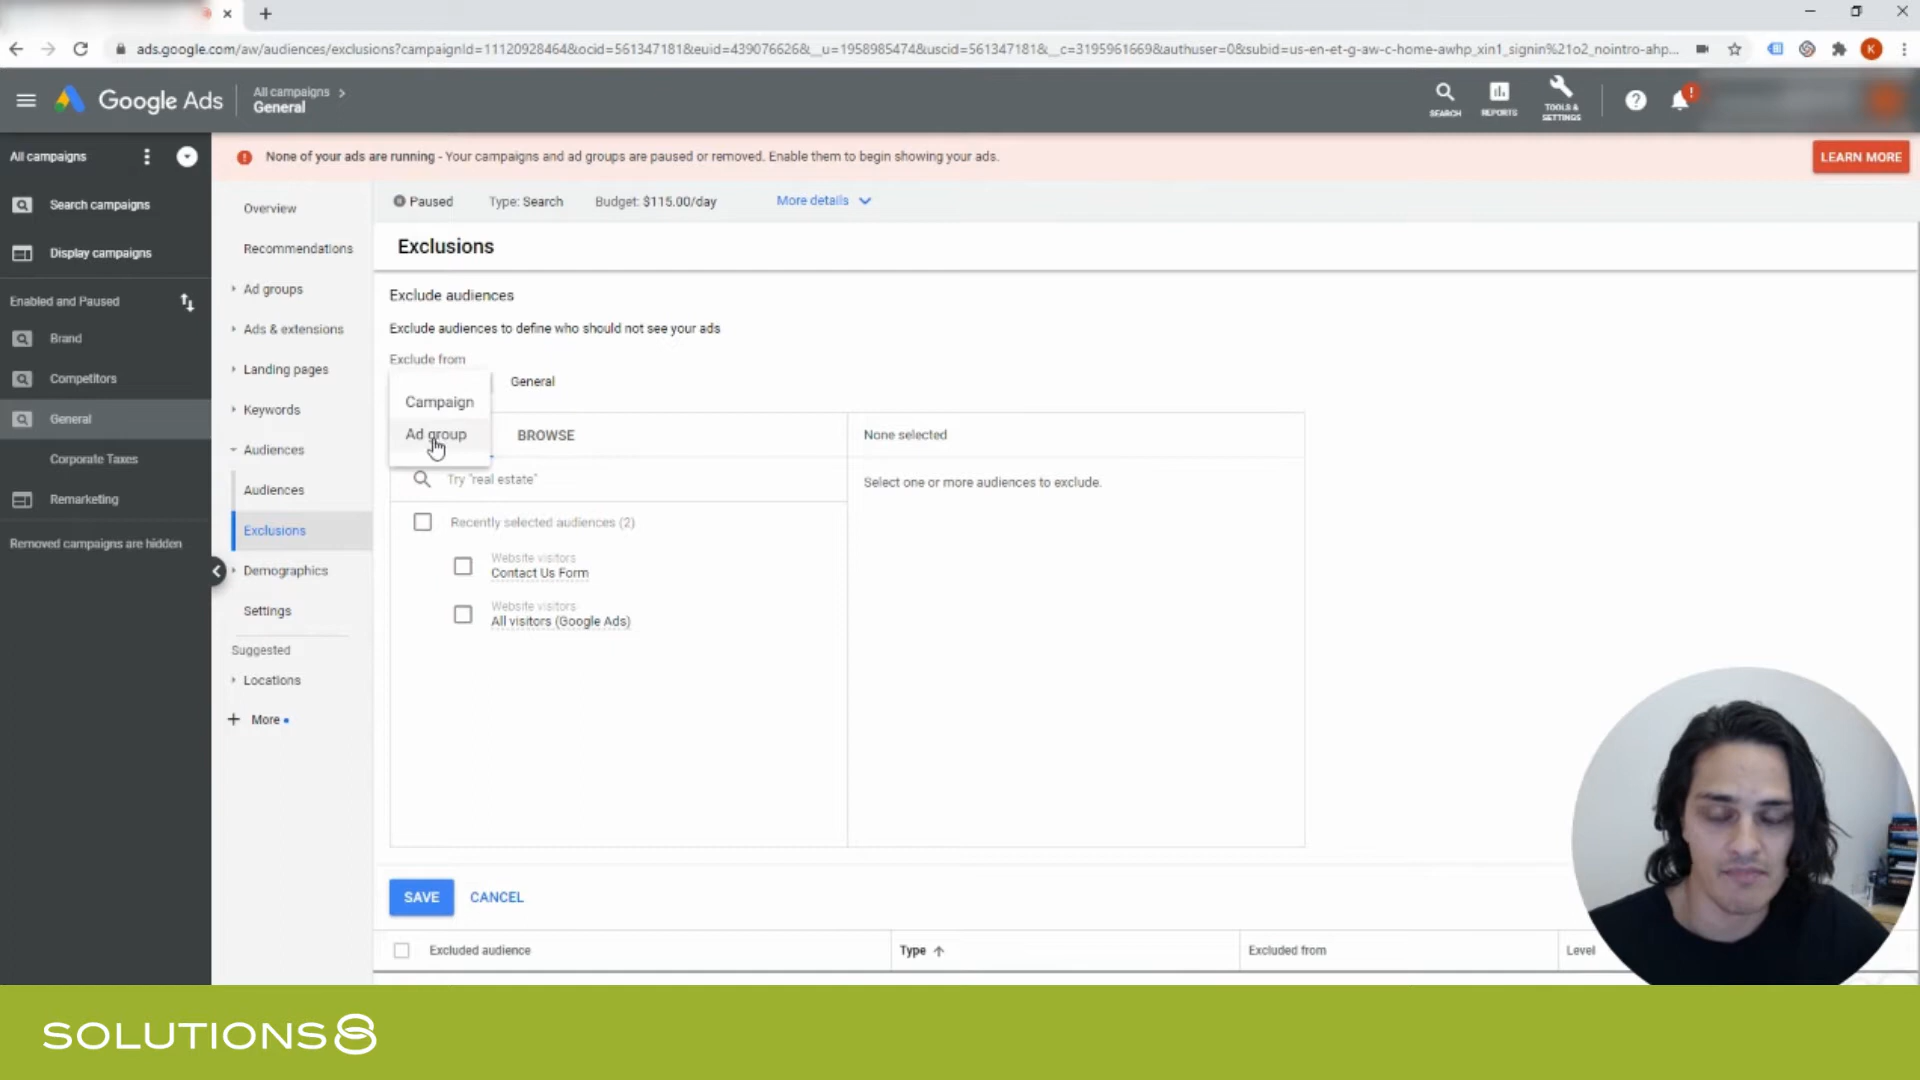 ads.google.com/aw/audiences/exclusions?campaignId=11120928464&ocid=561347181&euid=439076626&__u=1958985474&uscid=561347181&__c=3195961669&authuser=0&subid=us-en-et-g-aw-c-home-awhp_xin1_signin%21o2_nointro-ahp...
K
Google Ads
All campaigns
General
SEARCH
REPORTS
TOOLS & SETTINGS
All campaigns
None of your ads are running - Your campaigns and ad groups are paused or removed. Enable them to begin showing your ads.
LEARN MORE
Search campaigns
Display campaigns
Enabled and Paused
Brand
Competitors
General
Corporate Taxes
Remarketing
Removed campaigns are hidden
Overview
Recommendations
Ad groups
Ads & extensions
Landing pages
Keywords
Audiences
Audiences
Exclusions
Demographics
Settings
Suggested
Locations
More
Paused
Type: Search
Budget: $115.00/day
More details
Exclusions
Exclude audiences
Exclude audiences to define who should not see your ads
Exclude from
Campaign
Ad group
General
BROWSE
Try "real estate"
Recently selected audiences (2)
Website visitors
Contact Us Form
Website visitors
All visitors (Google Ads)
None selected
Select one or more audiences to exclude.
SAVE
CANCEL
Excluded audience
Type
Excluded from
Level
SOLUTIONS8